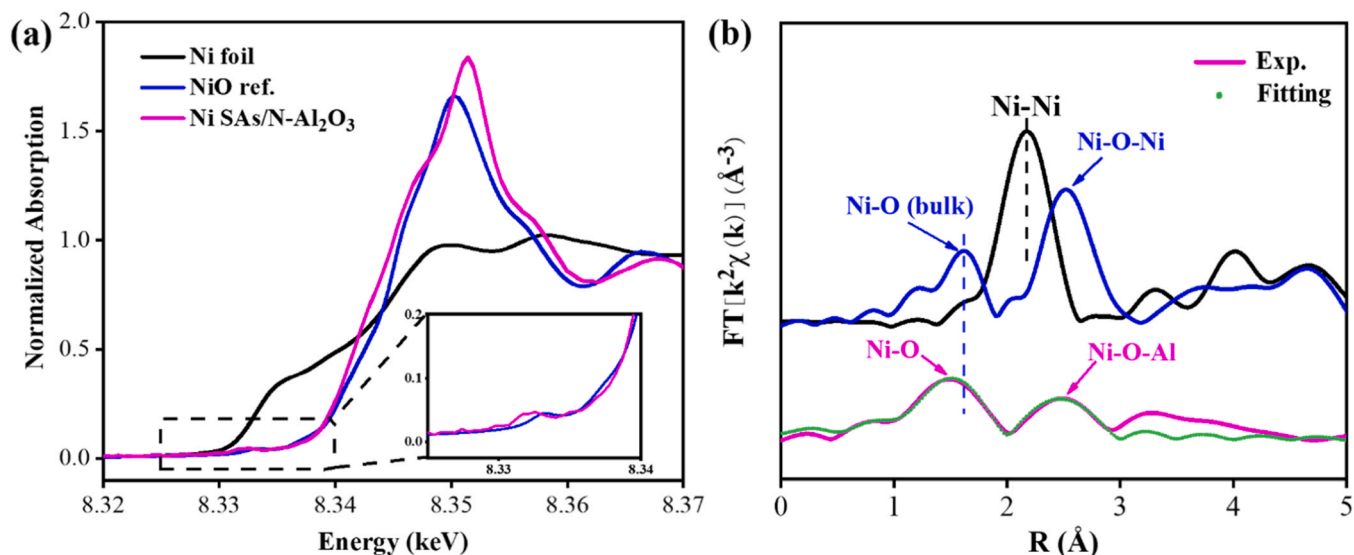 (a)
2.0
1.5
1.0
0.5
0.0
Normalized Absorption
Ni foil
NiO ref.
Ni SAs/N-Al₂O₃
0.2
0.1
0.0
8.33
8.34
8.32
8.33
8.34
8.35
8.36
8.37
Energy (keV)
(b)
FT[k²χ(k)](Å⁻³)
Exp.
Fitting
Ni-Ni
Ni-O-Ni
Ni-O (bulk)
Ni-O
Ni-O-Al
0
1
2
3
4
5
R (Å)